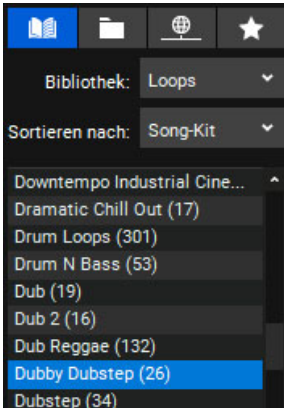 Bibliothek: Loops
Sortieren nach: Song-Kit
Downtempo Industrial Cine...
Dramatic Chill Out (17)
Drum Loops (301)
Drum N Bass (53)
Dub (19)
Dub 2 (16)
Dub Reggae (132)
Dubby Dubstep (26)
Dubstep (34)